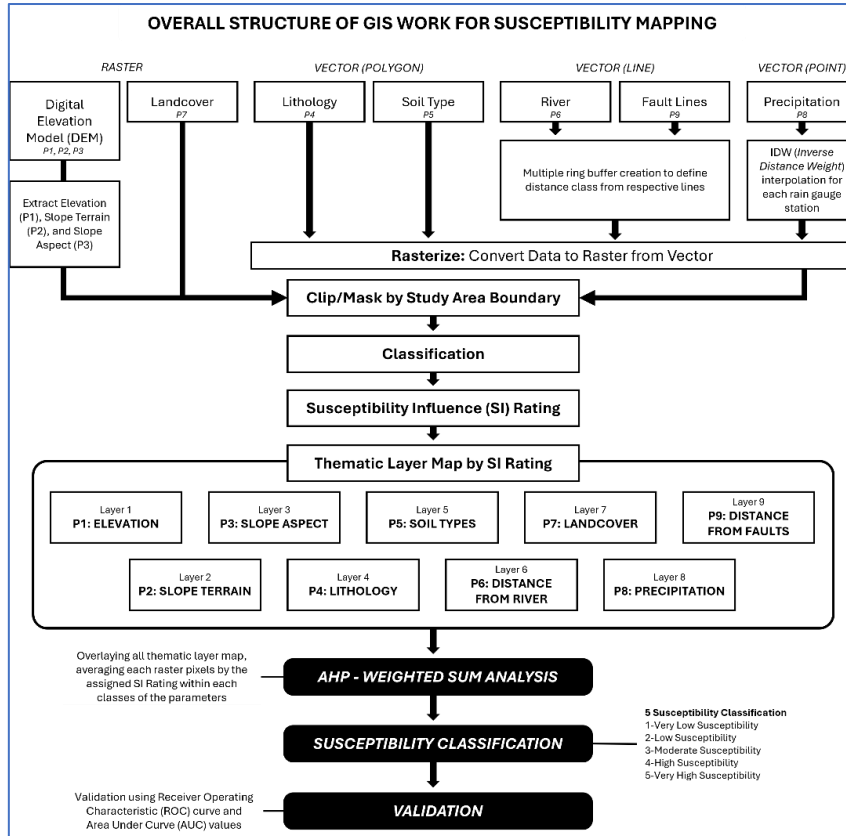 OVERALL STRUCTURE OF GIS WORK FOR SUSCEPTIBILITY MAPPING
RASTER
VECTOR (POLYGON)
VECTOR (LINE)
VECTOR (POINT)
Digital
Elevation
Model (DEM)
P1, P2, P3
Landcover
P7
Lithology
P4
Soil Type
P5
River
P6
Fault Lines
P9
Precipitation
P8
Extract Elevation
(P1), Slope Terrain
(P2), and Slope
Aspect (P3)
Multiple ring buffer creation to define
distance class from respective lines
IDW (Inverse
Distance Weight)
interpolation for
each rain gauge
station
Rasterize: Convert Data to Raster from Vector
Clip/Mask by Study Area Boundary
Classification
Susceptibility Influence (SI) Rating
Thematic Layer Map by SI Rating
Layer 1
P1: ELEVATION
Layer 3
P3: SLOPE ASPECT
Layer 5
P5: SOIL TYPES
Layer 7
P7: LANDCOVER
Layer 9
P9: DISTANCE
FROM FAULTS
Layer 2
P2: SLOPE TERRAIN
Layer 4
P4: LITHOLOGY
Layer 6
P6: DISTANCE
FROM RIVER
Layer 8
P8: PRECIPITATION
Overlaying all thematic layer map,
averaging each raster pixels by the
assigned SI Rating within each
classes of the parameters
AHP - WEIGHTED SUM ANALYSIS
SUSCEPTIBILITY CLASSIFICATION
5 Susceptibility Classification
1-Very Low Susceptibility
2-Low Susceptibility
3-Moderate Susceptibility
4-High Susceptibility
5-Very High Susceptibility
Validation using Receiver Operating
Characteristic (ROC) curve and
Area Under Curve (AUC) values
VALIDATION